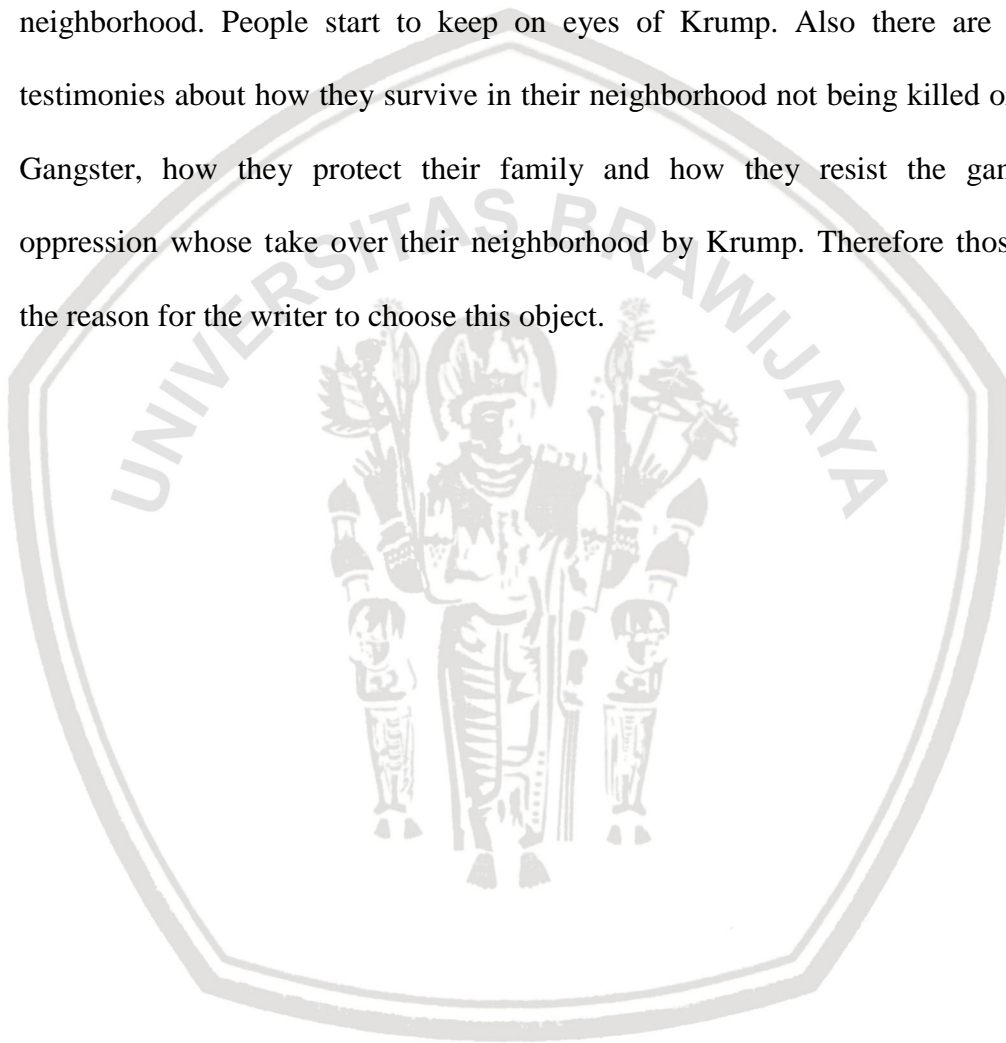 neighborhood. People start to keep on eyes of Krump. Also there are
testimonies about how they survive in their neighborhood not being killed
Gangster, how they protect their family and how they resist the
oppression whose take over their neighborhood by Krump. Therefore
the reason for the writer to choose this object.
UNIVERSITAS BRAWIJAYA